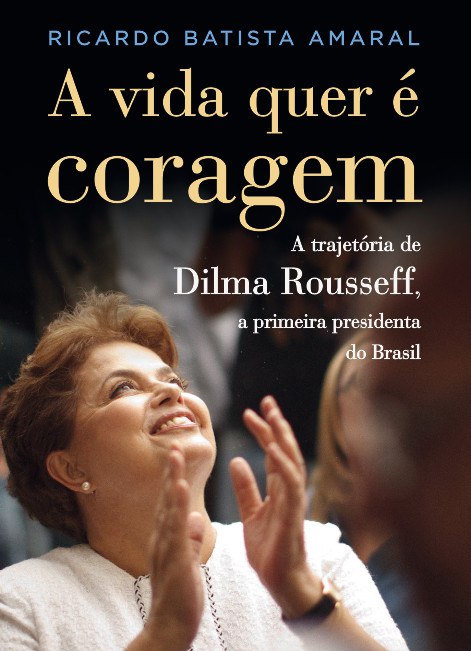 RICARDO BATISTA AMARAL
A vida quer é
coragem
A trajetória de
Dilma Rousseff,
a primeira presidenta
do Brasil